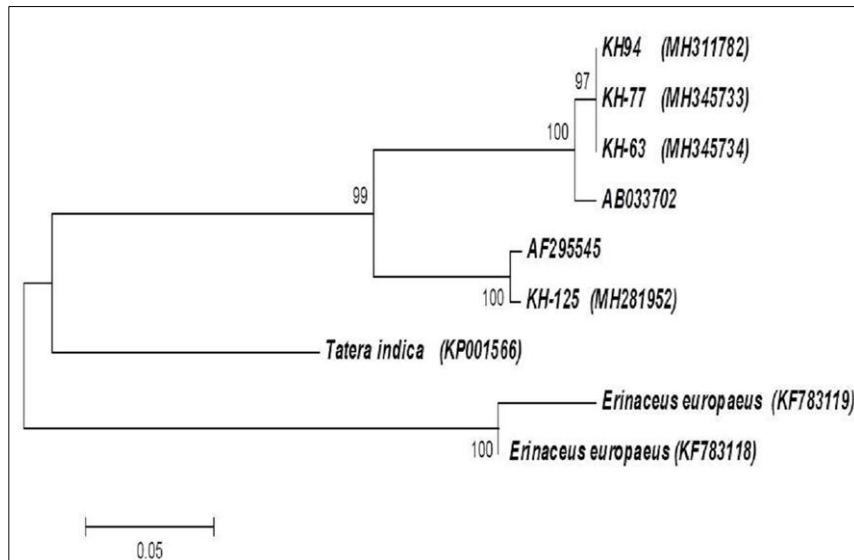 KH94 (MH311782)
97
KH-77 (MH345733)
100
KH-63 (MH345734)
99
AB033702
AF295545
100
KH-125 (MH281952)
Tatera indica (KP001566)
Erinaceus europaeus (KF783119)
100
Erinaceus europaeus (KF783118)
0.05